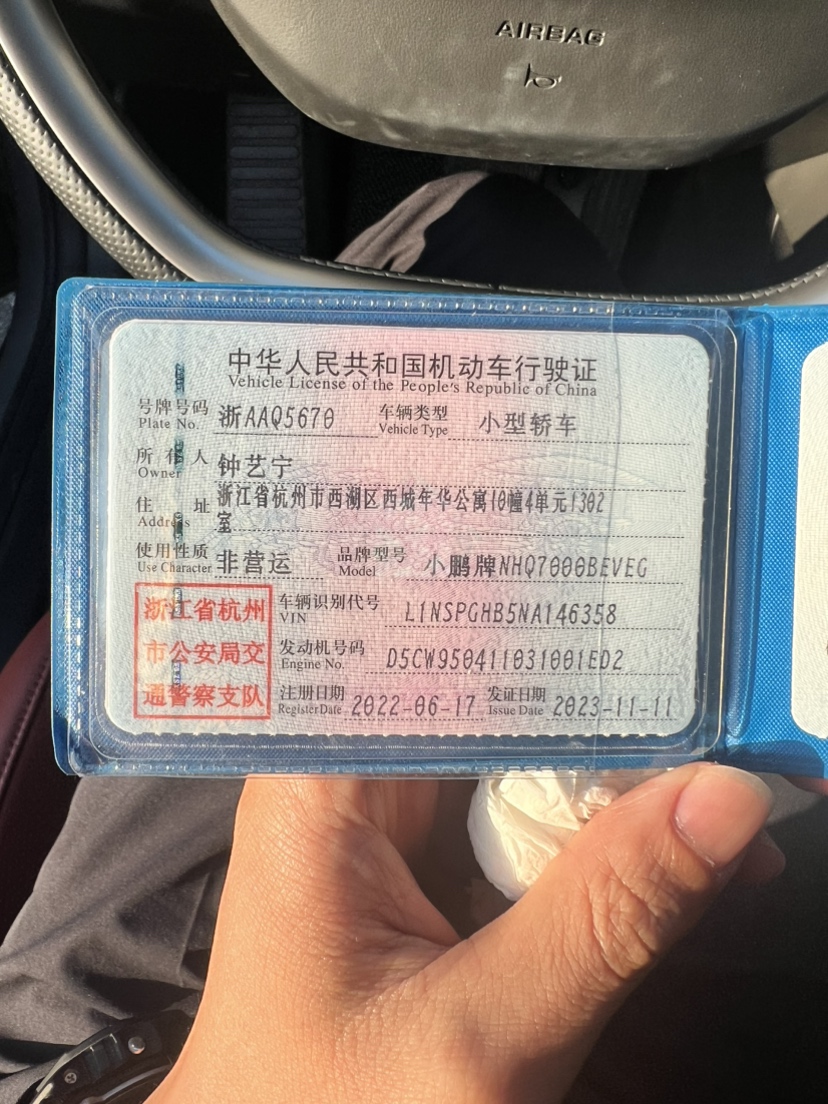 AIRBAG
中华人民共和国机动车行驶证
Vehicle License of the People's Republic of China
号牌号码 浙AAQ5670 车辆类型 小型轿车
Plate No. Vehicle Type
所有人 钟艺宁
Owner
住址 浙江省杭州市西湖区西城年华公寓10幢4单元1302
Address 室
使用性质 非营运 品牌型号 小鹏牌NHQ7000BEVEG
Use Character Model
浙江省杭州 车辆识别代号 L1NSPGHB5NA146358
VIN
市公安局交 发动机号码 D5CW950411031001ED2
Engine No.
通警察支队 注册日期 2022-06-17 发证日期 2023-11-11
Register Date Issue Date